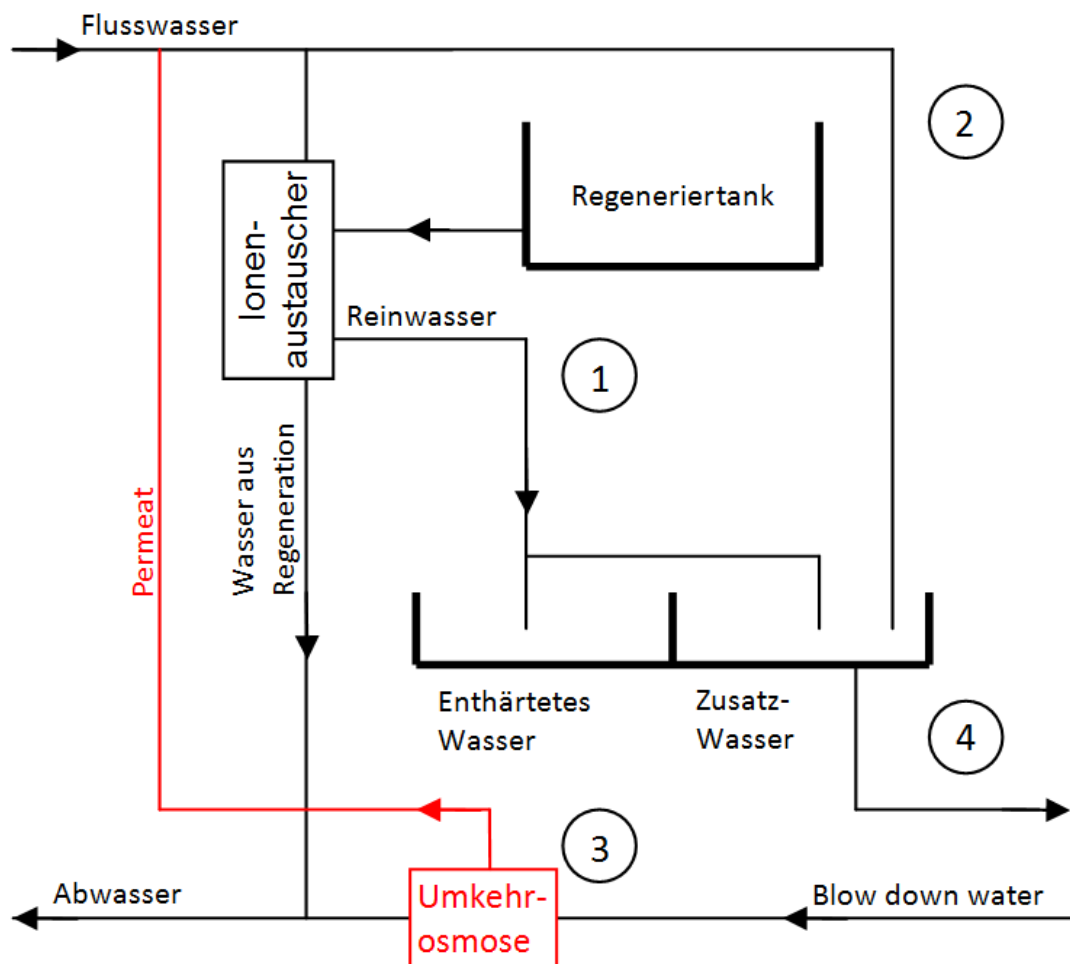 Flusswasser
2
Regeneriertank
Ionen-
austauscher
Reinwasser
1
Wasser aus
Regeneration
Permeat
Enthärtetes
Wasser
Zusatz-
Wasser
4
3
Abwasser
Umkehr-
osmose
Blow down water